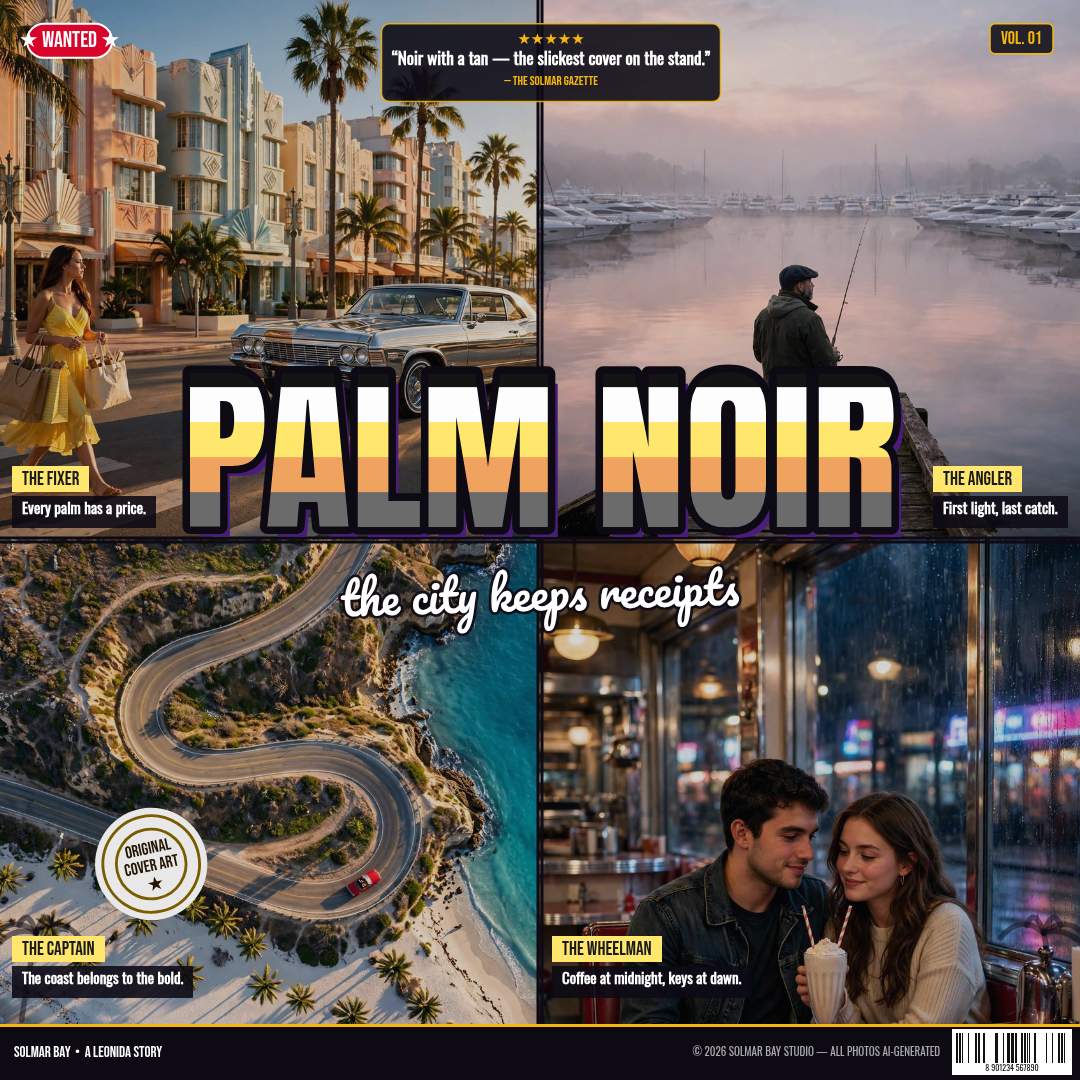 WANTED
★★★★★
“Noir with a tan — the slickest cover on the stand.”
– THE SOLMAR GAZETTE
VOL. 01
THE FIXER
Every palm has a price.
PALM NOIR
THE ANGLER
First light, last catch.
the city keeps receipts
ORIGINAL
COVER ART
★
THE CAPTAIN
The coast belongs to the bold.
THE WHEELMAN
Coffee at midnight, keys at dawn.
SOLMAR BAY • A LEONIDA STORY
© 2026 SOLMAR BAY STUDIO — ALL PHOTOS AI-GENERATED
8 901234 567890